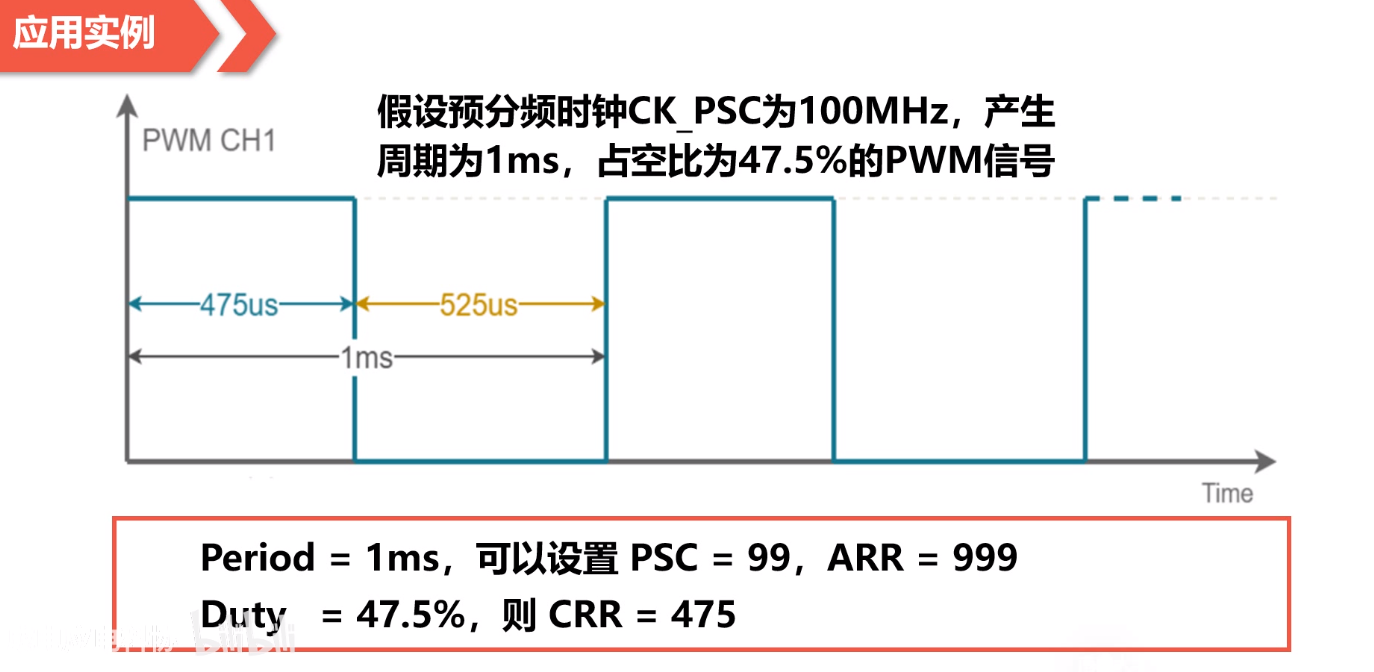 应用实例
假设预分频时钟CK_PSC为100MHz，产生
周期为1ms，占空比为47.5%的PWM信号
PWM CH1
475us
525us
1ms
Time
Period = 1ms，可以设置 PSC = 99，ARR = 999
Duty = 47.5%，则 CRR = 475
bilibili